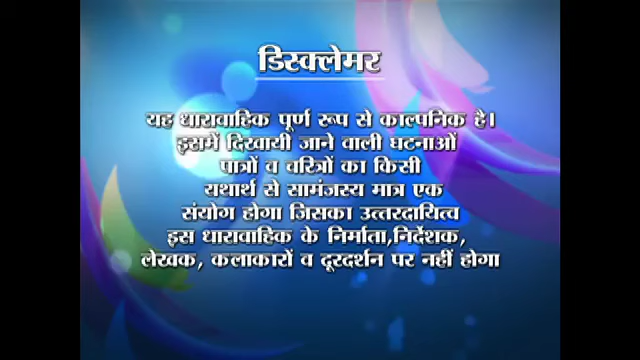 डिस्क्लेमर
यह धारावाहिक पूर्ण रूप से काल्पनिक है।
इसमें दिखायी जाने वाली घटनाओं
पात्रों व चरित्रों का किसी
यथार्थ से सामंजस्य मात्र एक
संयोग होगा जिसका उत्तरदायित्व
इस धारावाहिक के निर्माता,निर्देशक,
लेखक, कलाकारों व दूरदर्शन पर नहीं होगा